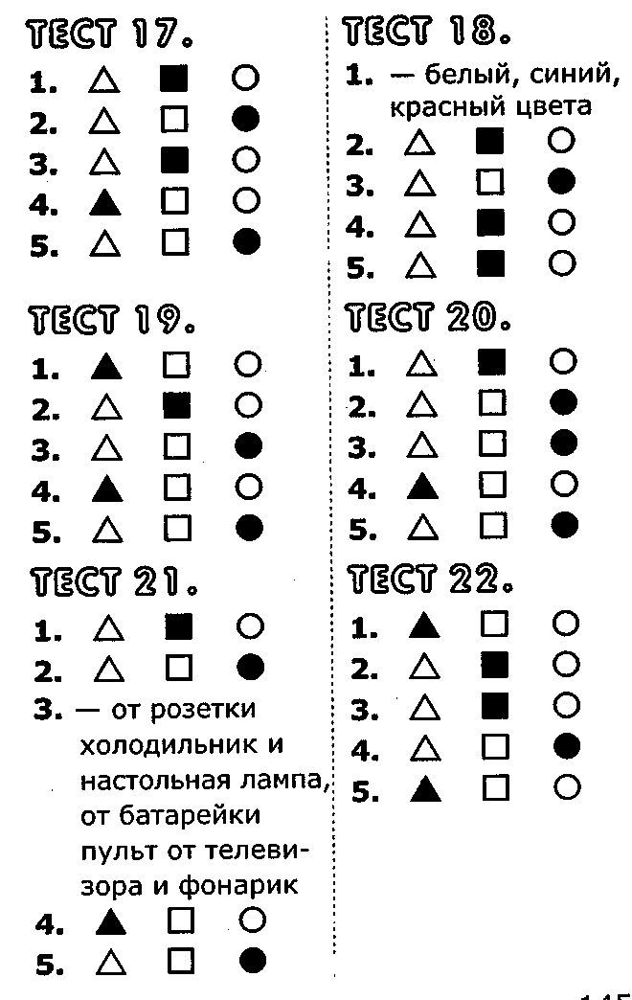 ТЕСТ 17.
1. △ ■ ○
2. △ □ ●
3. △ ■ ○
4. ▲ □ ○
5. △ □ ●
ТЕСТ 18.
1. — белый, синий,
красный цвета
2. △ ■ ○
3. △ □ ●
4. △ ■ ○
5. △ ■ ○
ТЕСТ 19.
1. ▲ □ ○
2. △ ■ ○
3. △ □ ●
4. ▲ □ ○
5. △ □ ●
ТЕСТ 20.
1. △ ■ ○
2. △ □ ●
3. △ □ ●
4. ▲ □ ○
5. △ □ ●
ТЕСТ 21.
1. △ ■ ○
2. △ □ ●
3. — от розетки
холодильник и
настольная лампа,
от батарейки
пульт от телеви-
зора и фонарик
4. ▲ □ ○
5. △ □ ●
ТЕСТ 22.
1. ▲ □ ○
2. △ ■ ○
3. △ ■ ○
4. △ □ ●
5. ▲ □ ○